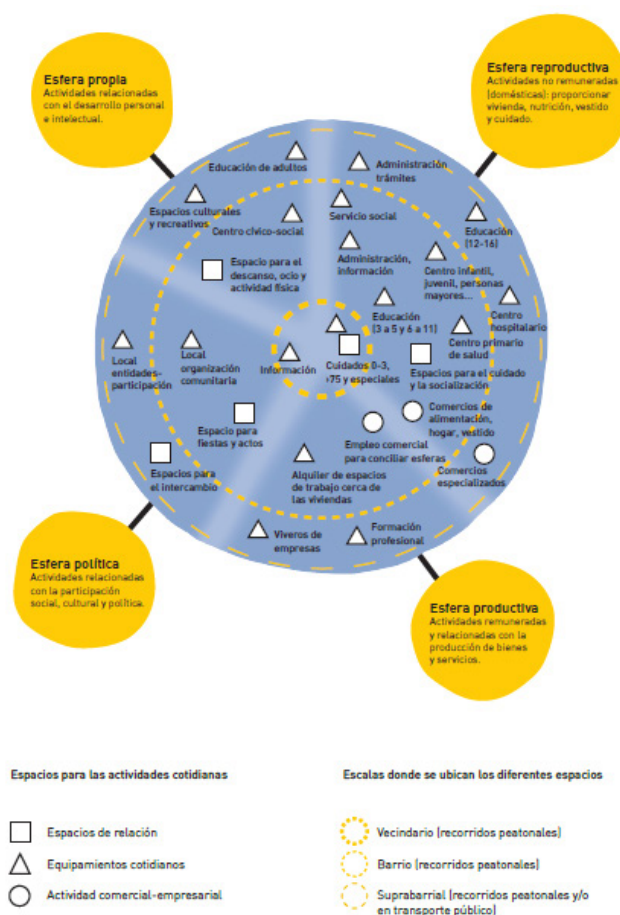 Esfera propia
Actividades relacionadas
con el desarrollo personal
e intelectual.
Esfera reproductiva
Actividades no remuneradas
(domésticas): proporcionar
vivienda, nutrición, vestido
y cuidado.
Educación de adultos
Administración
trámites
Espacios culturales
y recreativos
Centro cívico-social
Servicio social
Educación
(12-16)
Espacio para el
descanso, ocio y
actividad física
Administración,
información
Centro infantil,
juvenil, personas
mayores...
Educación
(3 a 5 y 6 a 11)
Centro
hospitalario
Centro primario
de salud
Local
entidades-
participación
Local
organización
comunitaria
Información
Cuidados 0-3,
>75 y especiales
Espacios para el cuidado
y la socialización
Espacio para
fiestas y actos
Comercios de
alimentación,
hogar, vestido
Empleo comercial
para conciliar esferas
Espacios para
el intercambio
Alquiler de espacios
de trabajo cerca de
las viviendas
Comercios
especializados
Viveros de
empresas
Formación
profesional
Esfera política
Actividades relacionadas
con la participación
social, cultural y política.
Esfera productiva
Actividades remuneradas
y relacionadas con la
producción de bienes
y servicios.
Espacios para las actividades cotidianas
Espacios de relación
Equipamientos cotidianos
Actividad comercial-empresarial
Escalas donde se ubican los diferentes espacios
Vecindario (recorridos peatonales)
Barrio (recorridos peatonales)
Suprabarrial (recorridos peatonales y/o
en transporte público)